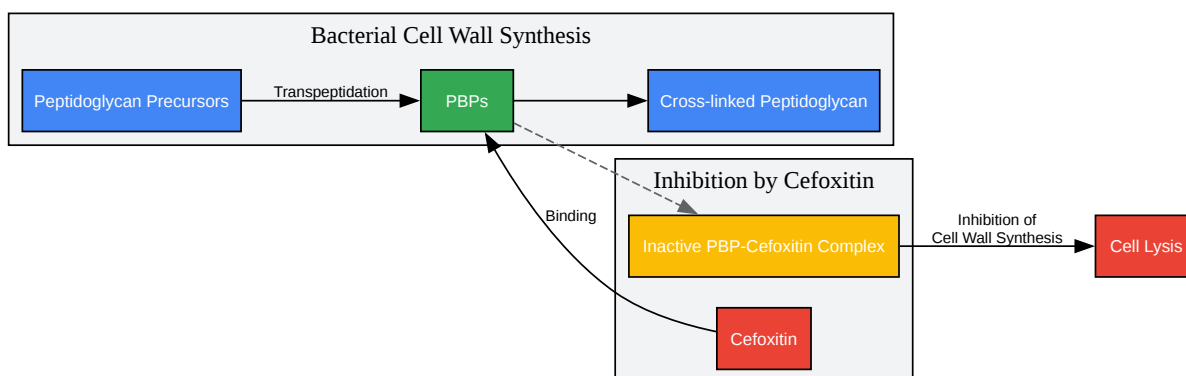 Bacterial Cell Wall Synthesis
Peptidoglycan Precursors
Transpeptidation
PBPs
Cross-linked Peptidoglycan
Inhibition by Cefoxitin
Binding
Inactive PBP-Cefoxitin Complex
Inhibition of
Cell Wall Synthesis
Cell Lysis
Cefoxitin